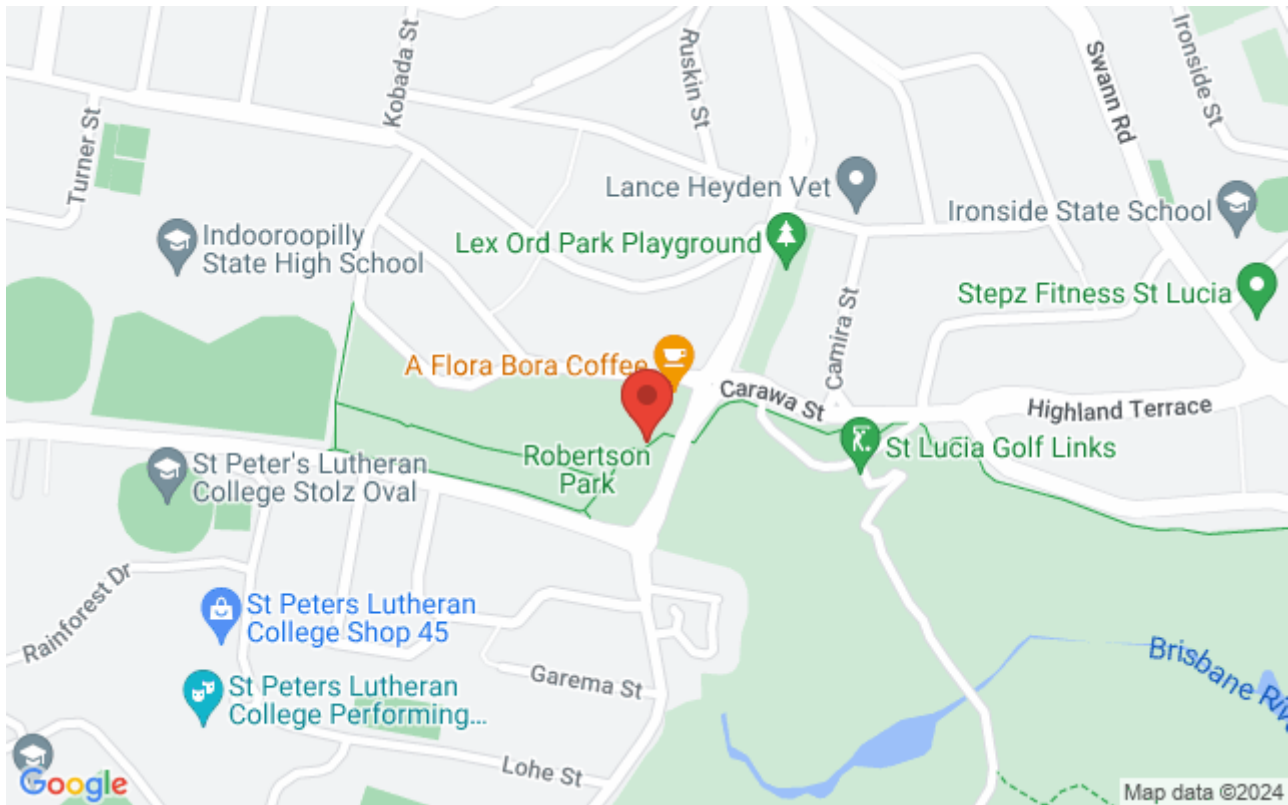 Kobada St
Ruskin St
Ironside St
Swann Rd
Turner St
Lance Heyden Vet
Ironside State School
Indooroopilly
State High School
Lex Ord Park Playground
Stepz Fitness St Lucia
Camira St
A Flora Bora Coffee
Carawa St
Highland Terrace
St Lucia Golf Links
Robertson
Park
St Peter's Lutheran
College Stolz Oval
Rainforest Dr
St Peters Lutheran
College Shop 45
Garema St
Brisbane Riv
St Peters Lutheran
College Performing...
Lohe St
Google
Map data ©2024